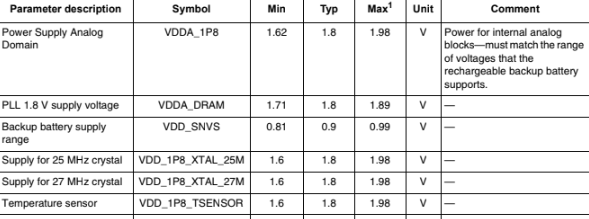 Parameter description Symbol Min Typ Max1 Unit Comment
Power Supply Analog Domain VDDA_1P8 1.62 1.8 1.98 V Power for internal analog
blocks—must match the range
of voltages that the
rechargeable backup battery
supports.
PLL 1.8 V supply voltage VDDA_DRAM 1.71 1.8 1.89 V —
Backup battery supply range VDD_SNVS 0.81 0.9 0.99 V —
Supply for 25 MHz crystal VDD_1P8_XTAL_25M 1.6 1.8 1.98 V —
Supply for 27 MHz crystal VDD_1P8_XTAL_27M 1.6 1.8 1.98 V —
Temperature sensor VDD_1P8_TSENSOR 1.6 1.8 1.98 V —